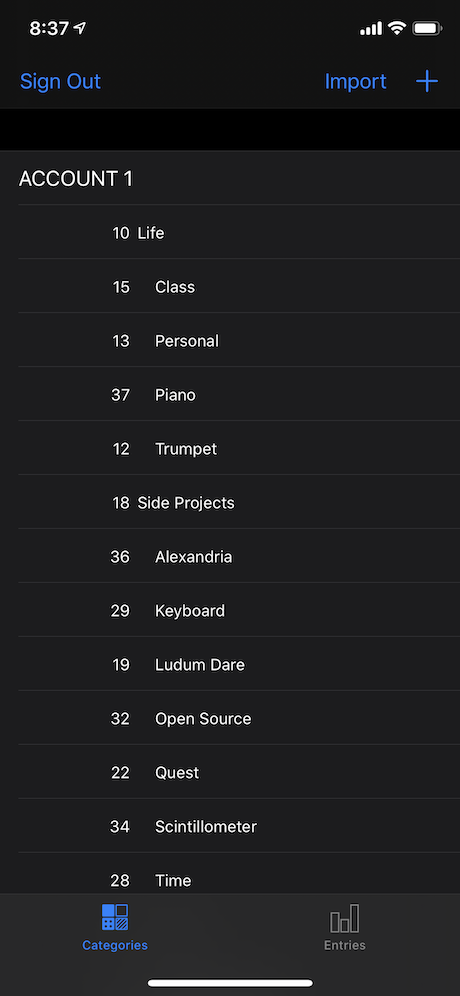 8:37
Sign Out Import +
ACCOUNT 1
10 Life
15 Class
13 Personal
37 Piano
12 Trumpet
18 Side Projects
36 Alexandria
29 Keyboard
19 Ludum Dare
32 Open Source
22 Quest
34 Scintillometer
28 Time
Categories Entries